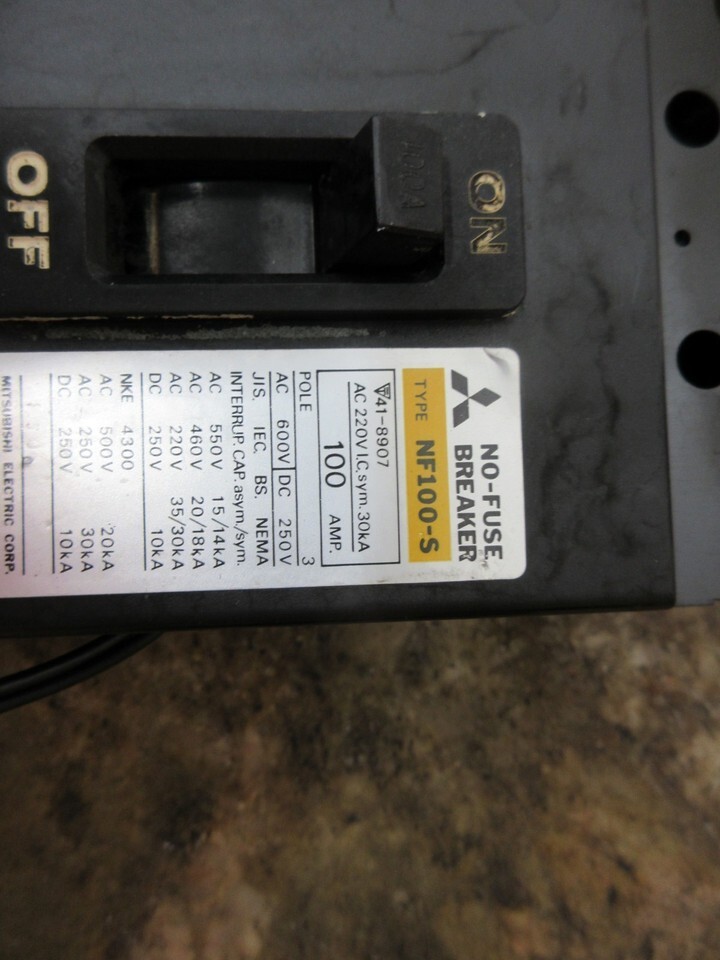 ON
100A
OFF
NO-FUSE
BREAKER
TYPE NF100-S
41-8907
AC 220V I.C. sym. 30kA
100 AMP.
POLE 3
AC 600V DC 250V
JIS. IEC. BS. NEMA
INTERRUP. CAP. asym./sym.
AC 550V 15/14kA
AC 460V 20/18kA
AC 220V 35/30kA
DC 250V 10kA
NKE 4300
AC 500V 20kA
AC 250V 30kA
DC 250V 10kA
MITSUBISHI ELECTRIC CORP.